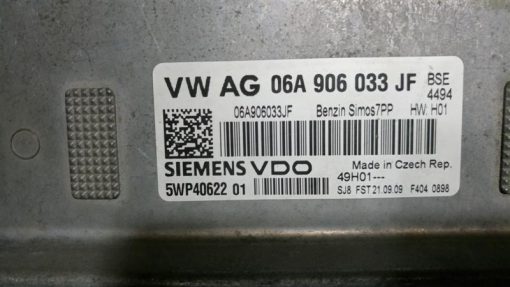 VW AG 06A 906 033 JF BSE
4494
06A906033JF Benzin Simos7PP HW: H01
SIEMENS VDO Made in Czech Rep.
5WP40622 01 49H01---
SJ8 FST 21.09.09 F404 0898